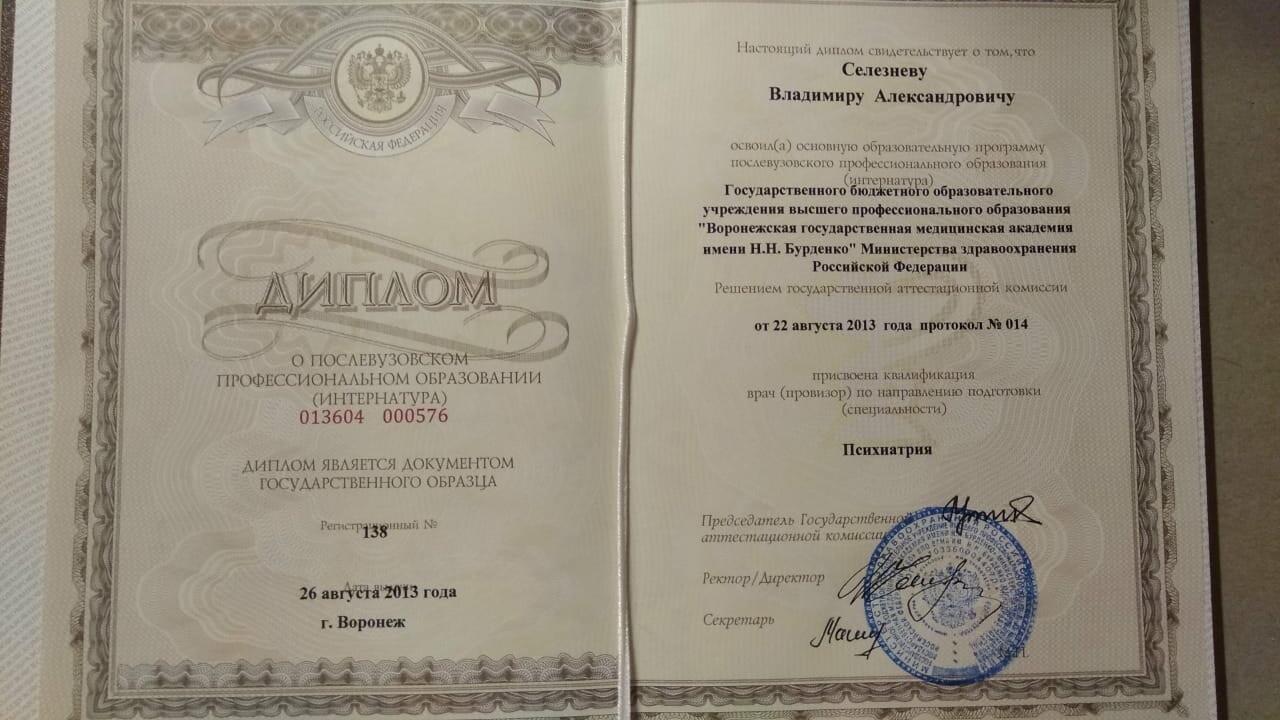 РОССИЙСКАЯ ФЕДЕРАЦИЯ
ДИПЛОМ
О ПОСЛЕВУЗОВСКОМ
ПРОФЕССИОНАЛЬНОМ ОБРАЗОВАНИИ
(ИНТЕРНАТУРА)
013604 000576
ДИПЛОМ ЯВЛЯЕТСЯ ДОКУМЕНТОМ
ГОСУДАРСТВЕННОГО ОБРАЗЦА
Регистрационный №
138
Дата выдачи
26 августа 2013 года
г. Воронеж
Настоящий диплом свидетельствует о том, что
Селезневу
Владимиру Александровичу
освоил(а) основную образовательную программу
послевузовского профессионального образования
(интернатура)
Государственного бюджетного образовательного
учреждения высшего профессионального образования
"Воронежская государственная медицинская академия
имени Н.Н. Бурденко" Министерства здравоохранения
Российской Федерации
Решением государственной аттестационной комиссии
от 22 августа 2013 года протокол № 014
присвоена квалификация
врач (провизор) по направлению подготовки
(специальности)
Психиатрия
Председатель Государственной
аттестационной комиссии
Ректор/Директор
Секретарь